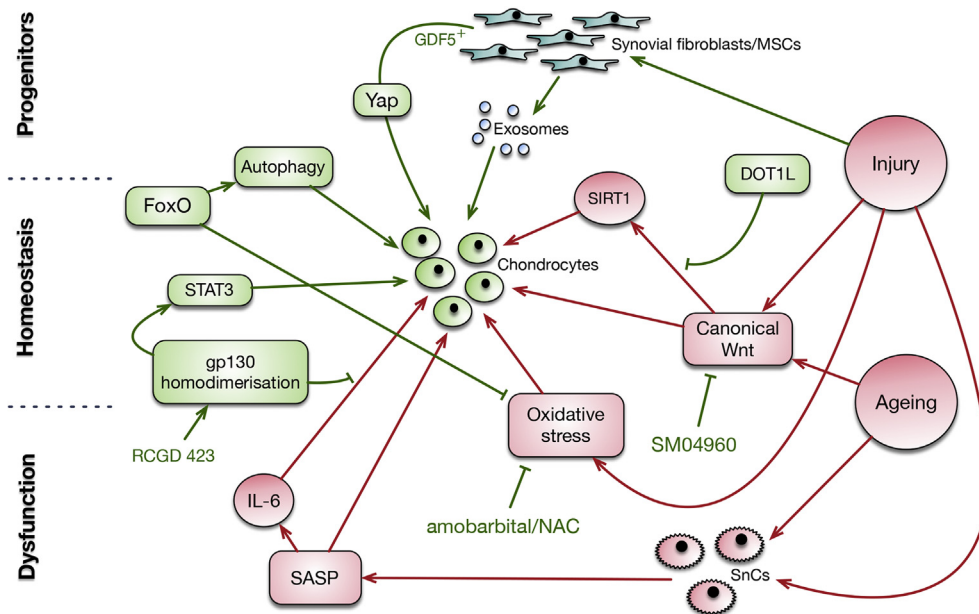 Progenitors
Homeostasis
Dysfunction
GDF5+
Synovial fibroblasts/MSCs
Yap
Exosomes
Injury
Autophagy
DOT1L
FoxO
SIRT1
Chondrocytes
STAT3
Canonical
Wnt
gp130
homodimerisation
Ageing
Oxidative
stress
RCGD 423
SM04960
IL-6
amobarbital/NAC
SASP
SnCs